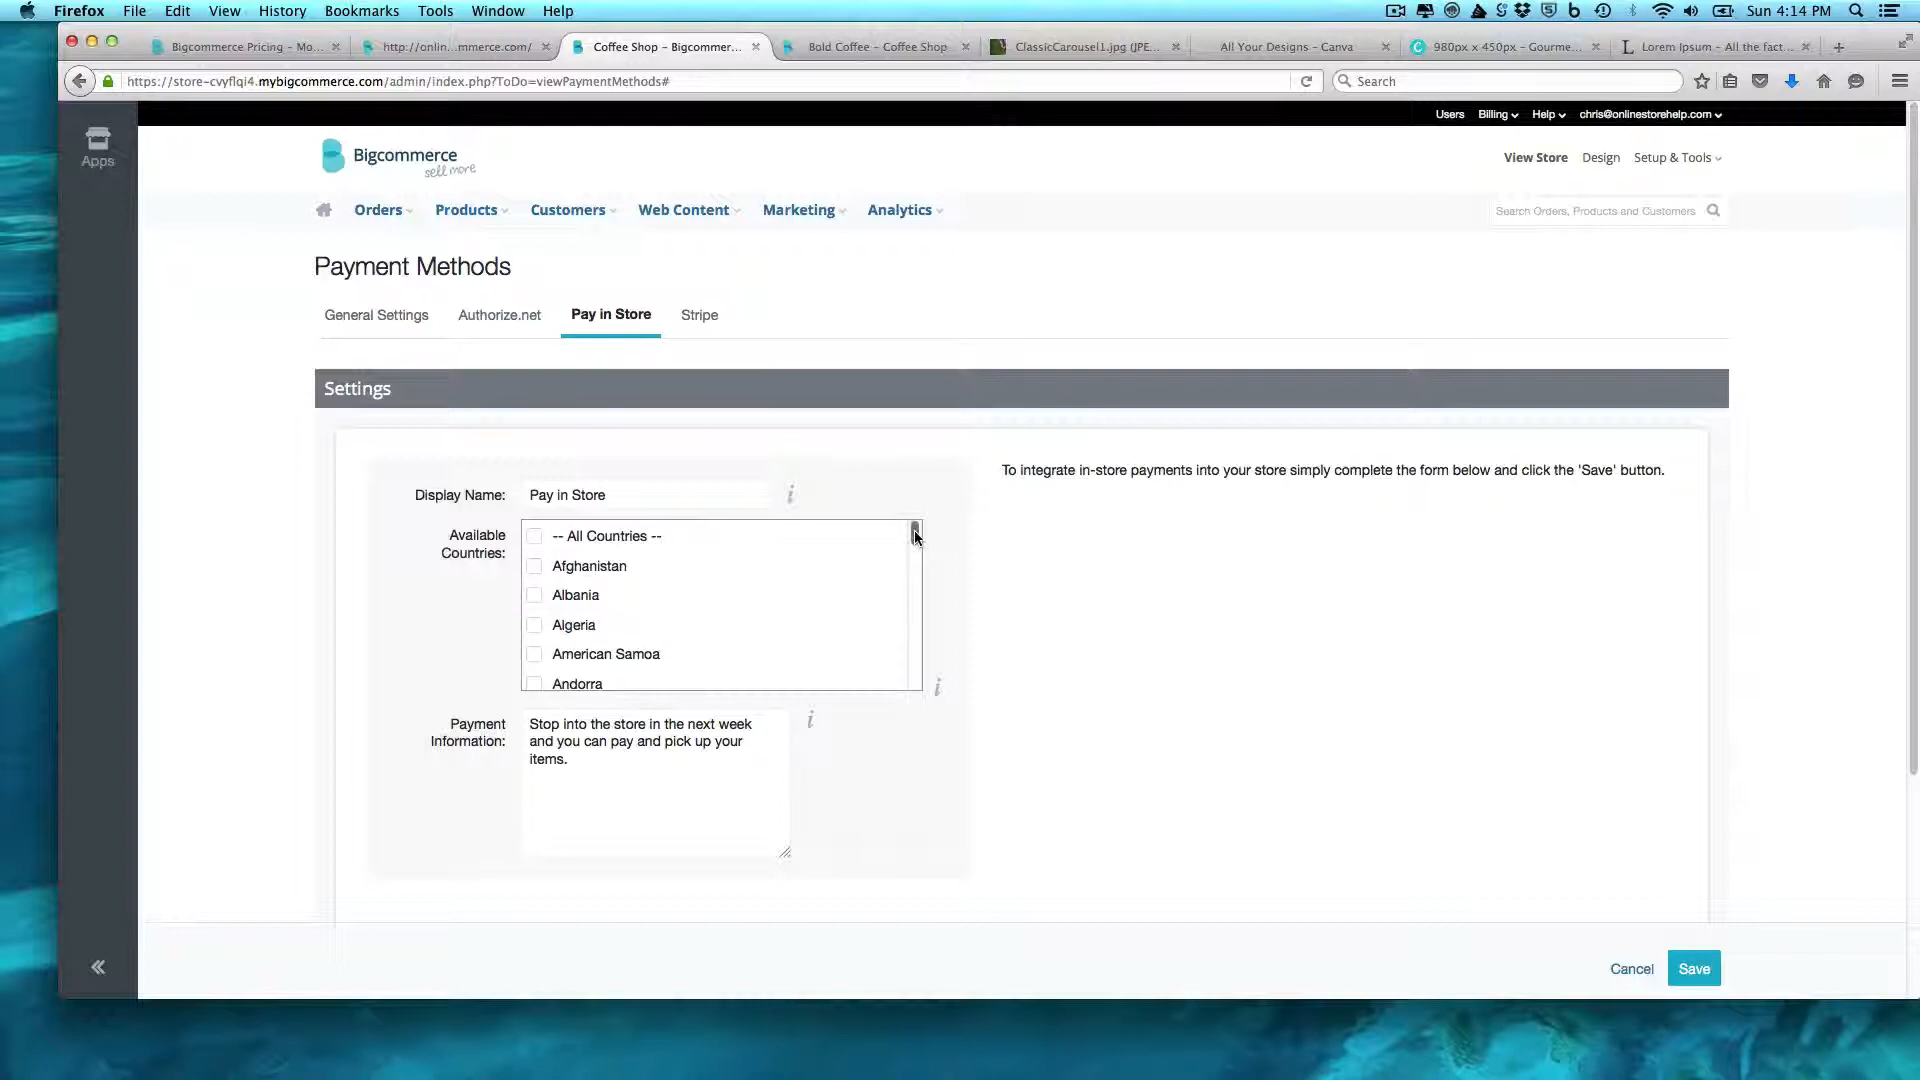 Firefox File Edit View History Bookmarks Tools Window Help Sun 4:14 PM
Bigcommerce Pricing – Mo... http://onlin...mmerce.com/ Coffee Shop – Bigcommer... Bold Coffee – Coffee Shop ClassicCarousel1.jpg (JPE... All Your Designs – Canva 980px x 450px – Gourme... Lorem Ipsum – All the fact...
https://store-cvyflqi4.mybigcommerce.com/admin/index.php?ToDo=viewPaymentMethods# Search
Users Billing Help chris@onlinestorehelp.com
Apps
Bigcommerce
sell more
View Store Design Setup & Tools
Orders Products Customers Web Content Marketing Analytics Search Orders, Products and Customers
Payment Methods
General Settings Authorize.net Pay in Store Stripe
Settings
To integrate in-store payments into your store simply complete the form below and click the 'Save' button.
Display Name: Pay in Store
Available
Countries:
-- All Countries --
Afghanistan
Albania
Algeria
American Samoa
Andorra
Payment
Information:
Stop into the store in the next week
and you can pay and pick up your
items.
Cancel Save